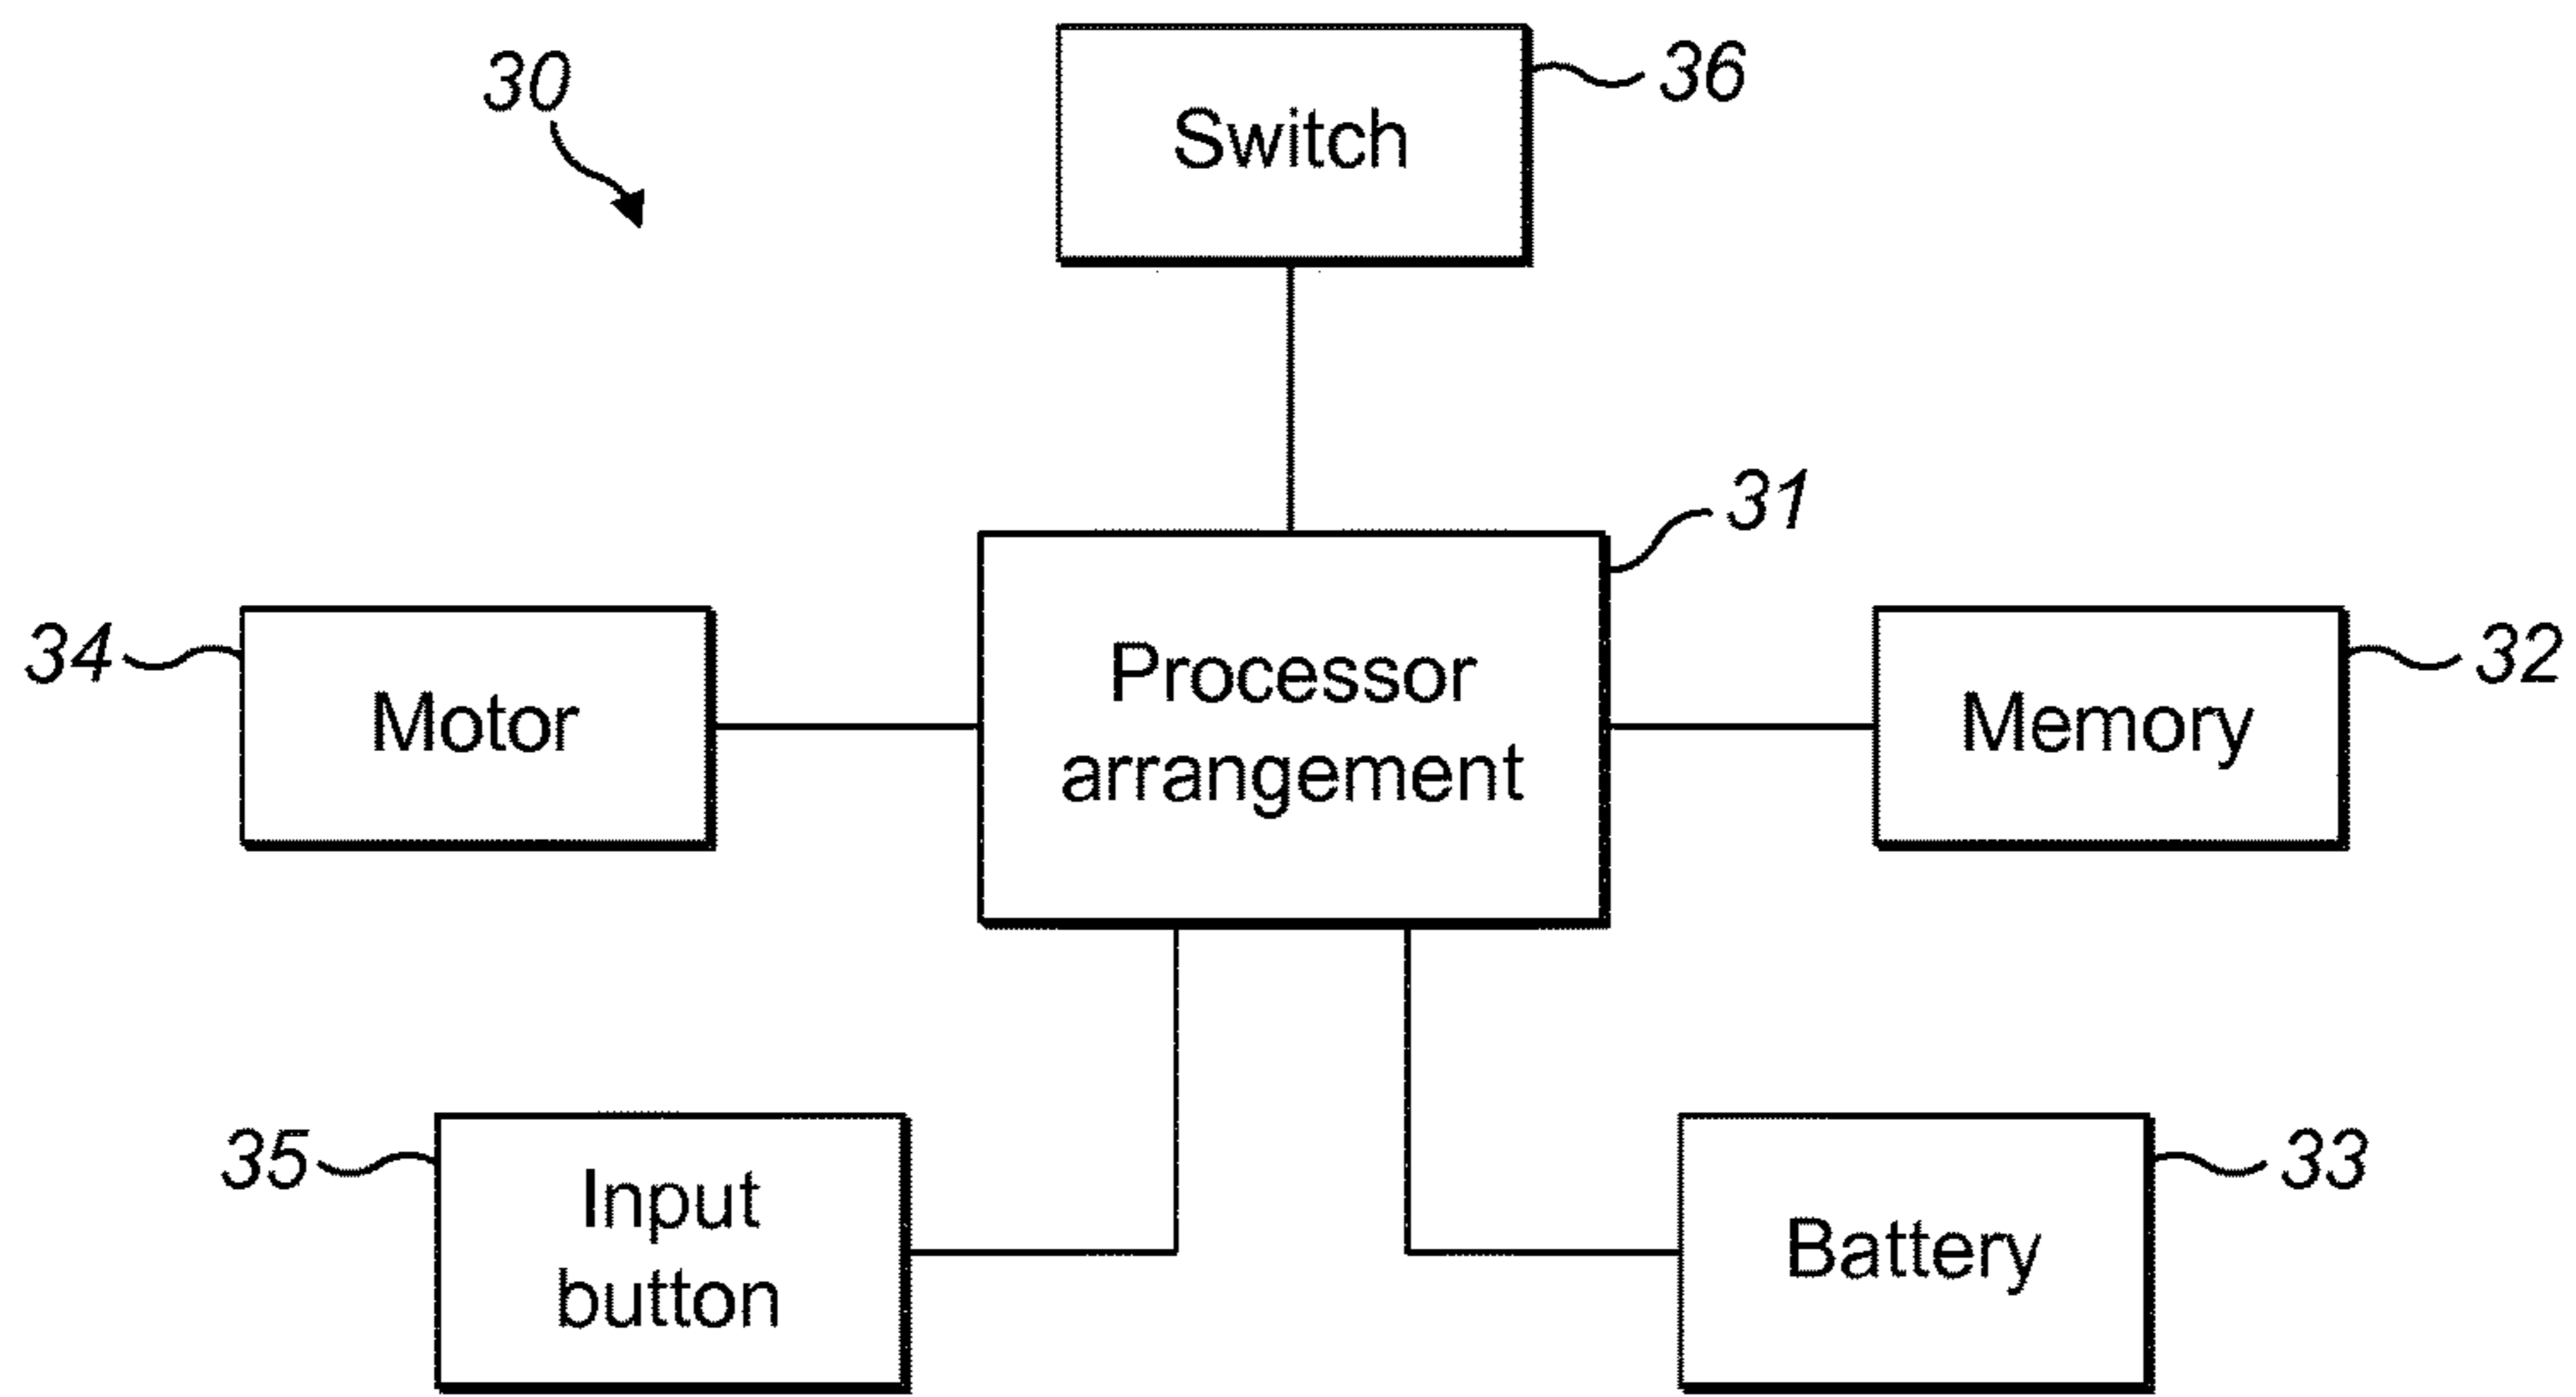 30
Switch
36
31
34
Motor
Processor
arrangement
Memory
32
35
Input
button
Battery
33